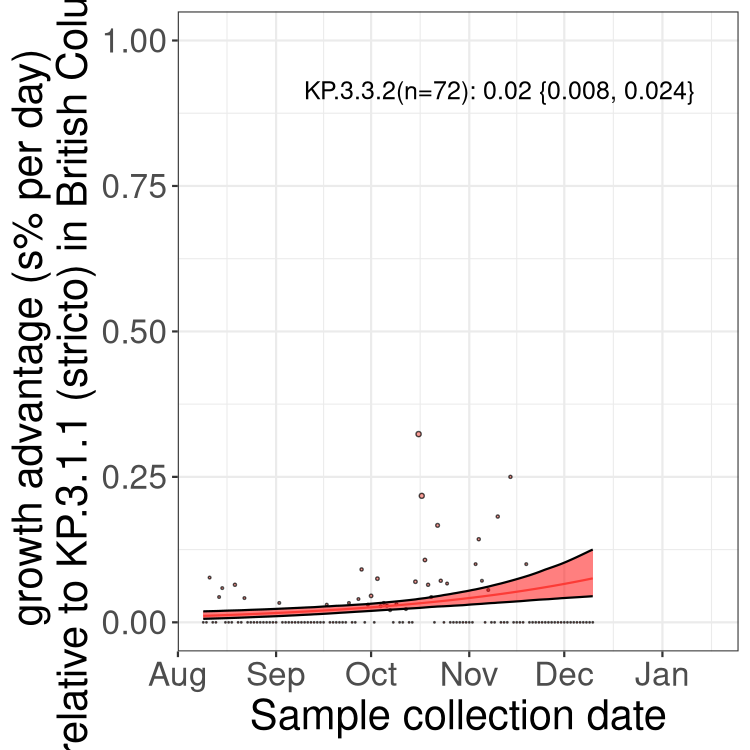 growth advantage (s% per day)
relative to KP.3.1.1 (stricto) in British
1.00
0.75
0.50
0.25
0.00
KP.3.3.2(n=72): 0.02 {0.008, 0.024}
Aug Sep Oct Nov Dec Jan
Sample collection date